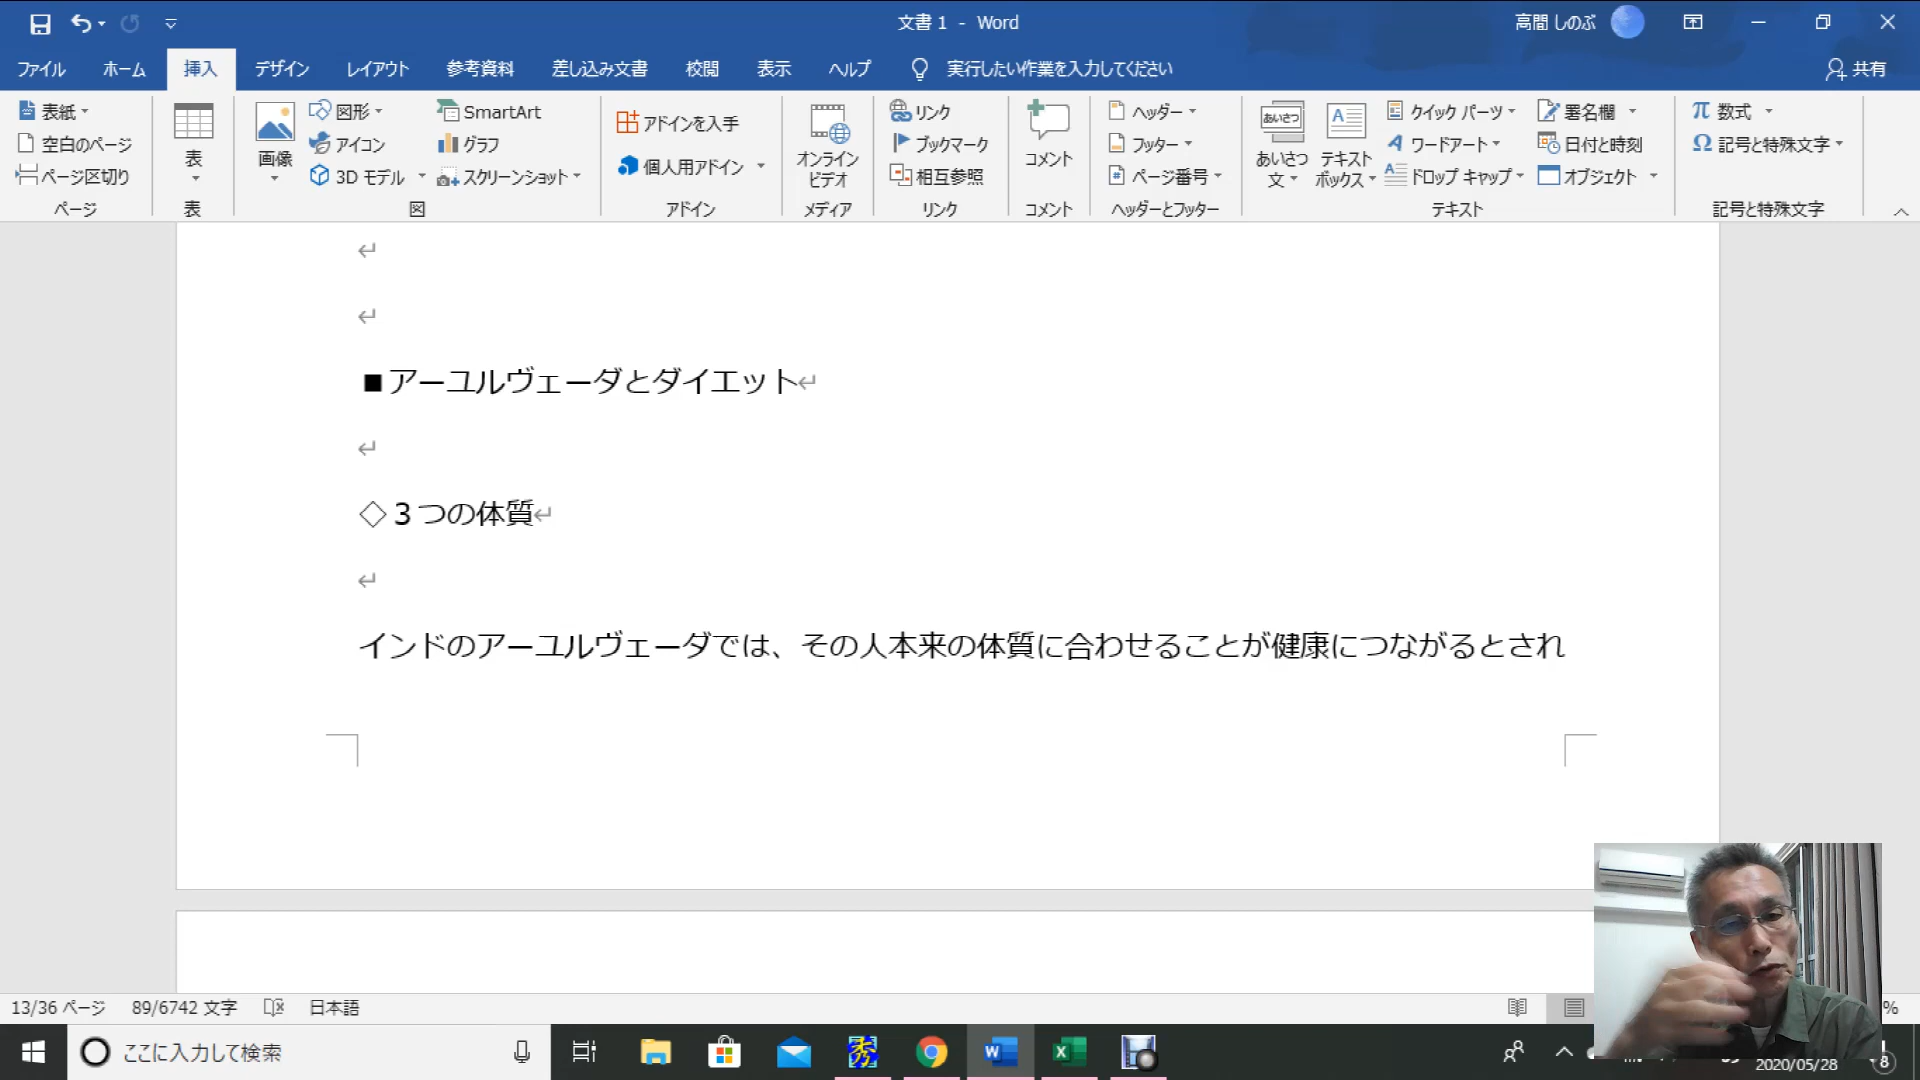 文書 1 - Word
高間 しのぶ
ファイル ホーム 挿入 デザイン レイアウト 参考資料 差し込み文書 校閲 表示 ヘルプ 実行したい作業を入力してください 共有
表紙
空白のページ
ページ区切り
ページ
表
表
画像
図形
アイコン
3D モデル
SmartArt
グラフ
スクリーンショット
図
アドインを入手
個人用アドイン
アドイン
オンライン
ビデオ
メディア
リンク
ブックマーク
相互参照
リンク
コメント
コメント
ヘッダー
フッター
ページ番号
ヘッダーとフッター
あいさつ
あいさつ
文
テキスト
ボックス
クイック パーツ
ワードアート
ドロップ キャップ
署名欄
日付と時刻
オブジェクト
テキスト
π 数式
Ω 記号と特殊文字
記号と特殊文字
■アーユルヴェーダとダイエット
◇３つの体質
インドのアーユルヴェーダでは、その人本来の体質に合わせることが健康につながるとされ
13/36 ページ 89/6742 文字 日本語
%
ここに入力して検索
秀
2020/05/28
8